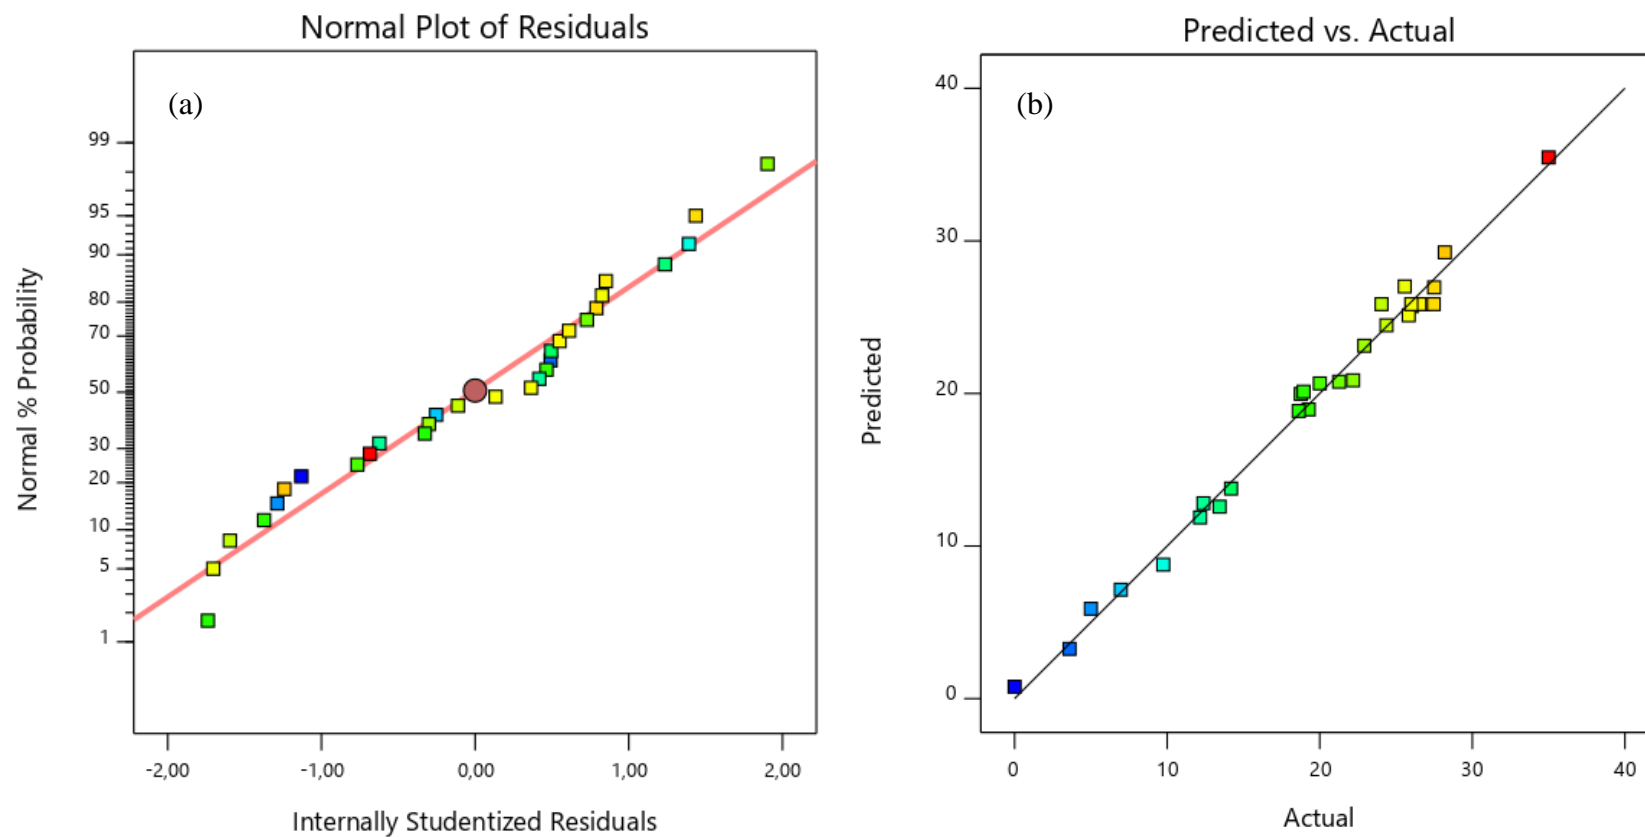 Normal Plot of Residuals
(a)
Normal % Probability
99
95
90
80
70
50
30
20
10
5
1
-2,00 -1,00 0,00 1,00 2,00
Internally Studentized Residuals
Predicted vs. Actual
(b)
Predicted
40
30
20
10
0
0 10 20 30 40
Actual